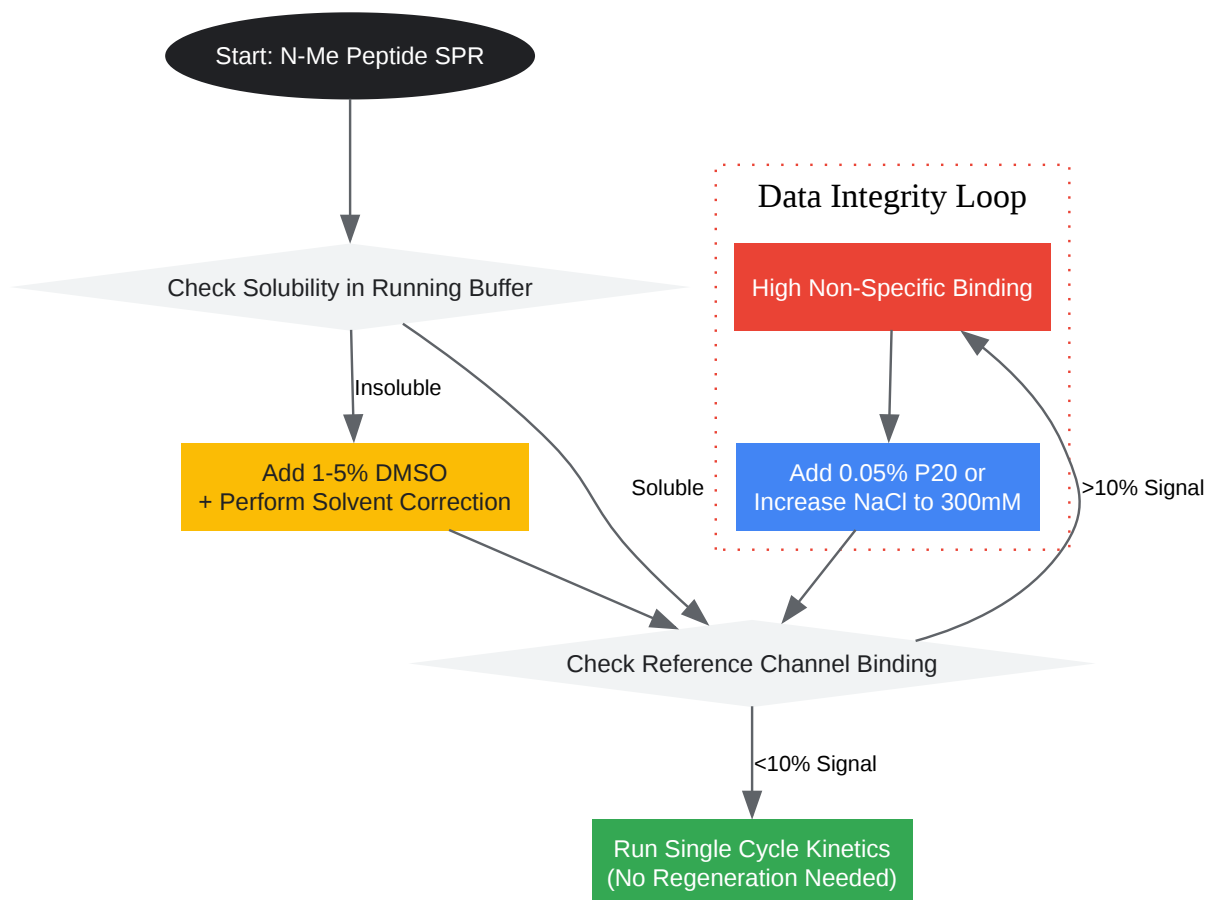 Start: N-Me Peptide SPR
Data Integrity Loop
Check Solubility in Running Buffer
High Non-Specific Binding
Insoluble
Add 1-5% DMSO
+ Perform Solvent Correction
Soluble
Add 0.05% P20 or
Increase NaCl to 300mM
>10% Signal
Check Reference Channel Binding
<10% Signal
Run Single Cycle Kinetics
(No Regeneration Needed)